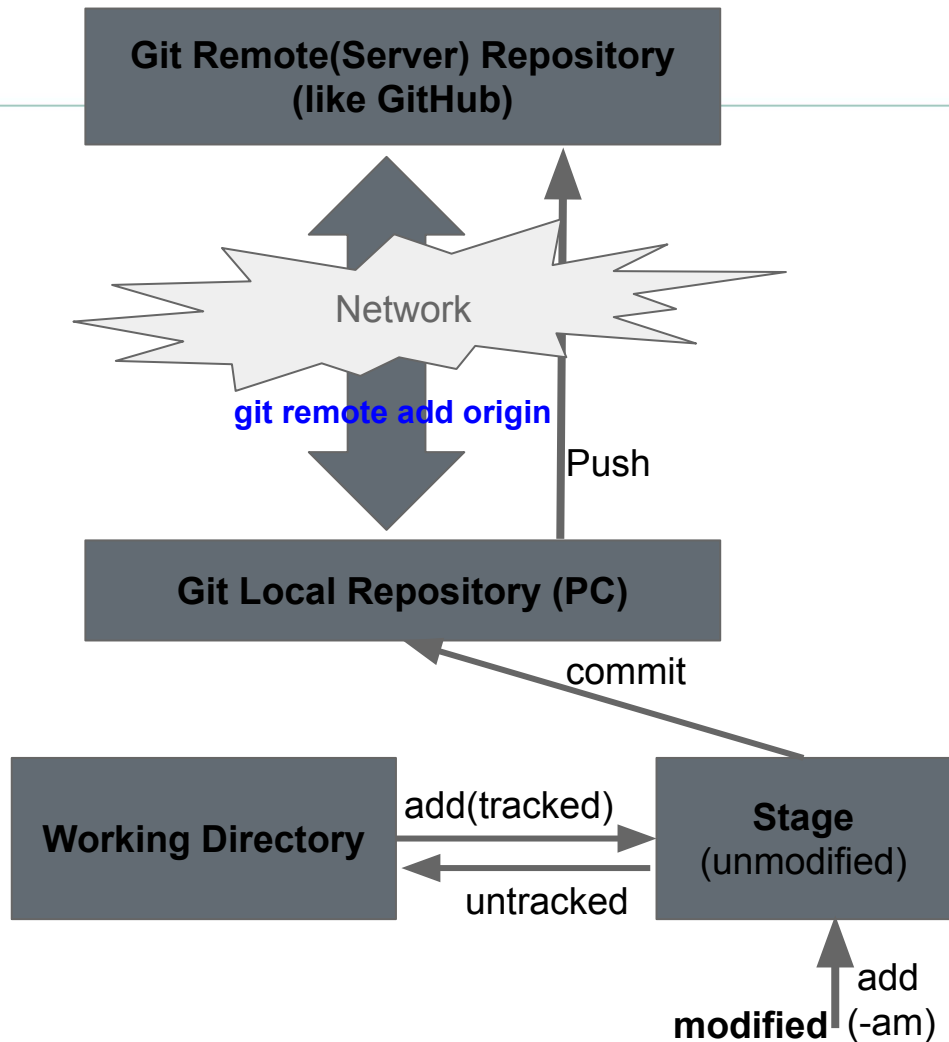 Git Remote(Server) Repository
(like GitHub)
Network
git remote add origin
Push
Git Local Repository (PC)
commit
Working Directory
add(tracked)
untracked
Stage
(unmodified)
add
modified (-am)